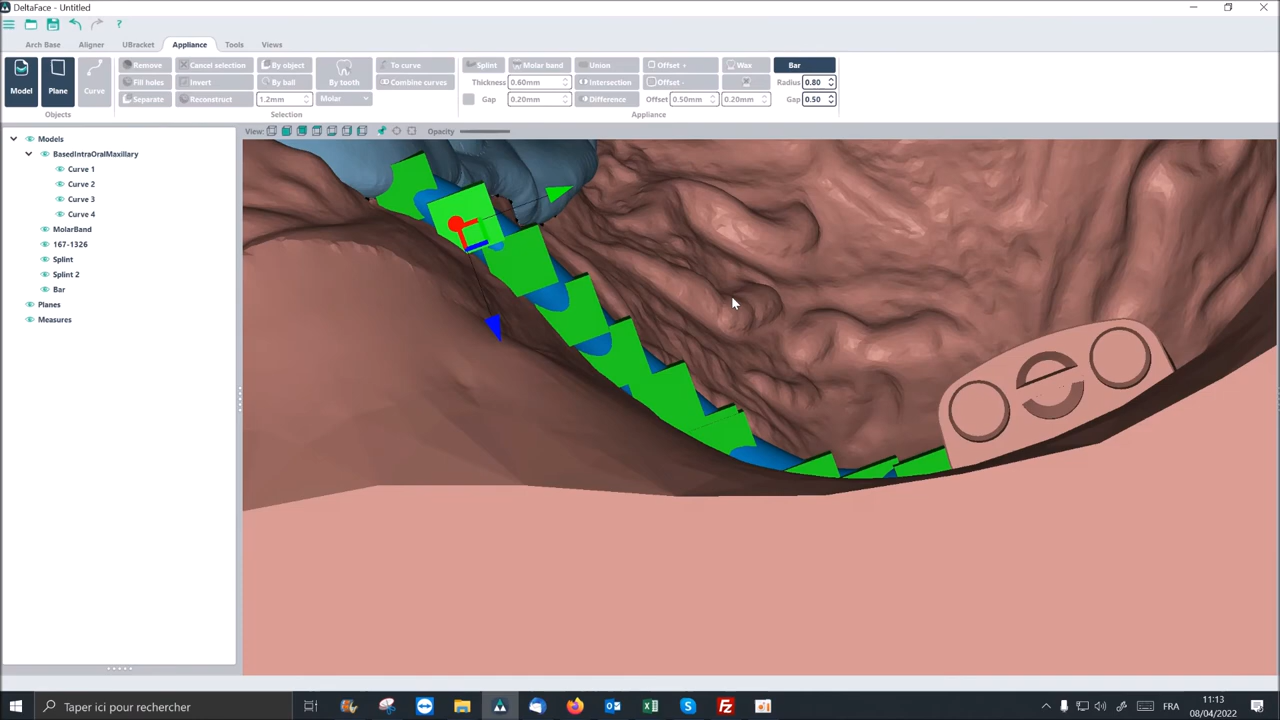 DeltaFace - Untitled
?
Arch Base Aligner UBracket Appliance Tools Views
Model Plane Curve
Objects
Remove Cancel selection By object To curve
Fill holes Invert By ball By tooth Combine curves
Separate Reconstruct 1.2mm Molar
Selection
Splint Molar band Union Offset + Wax Bar
Thickness 0.60mm Intersection Offset - Radius 0.80
Gap 0.20mm Difference Offset 0.50mm 0.20mm Gap 0.50
Appliance
View: Opacity
Models
BasedIntraOralMaxillary
Curve 1
Curve 2
Curve 3
Curve 4
MolarBand
167-1326
Splint
Splint 2
Bar
Planes
Measures
Taper ici pour rechercher
FRA
11:13
08/04/2022